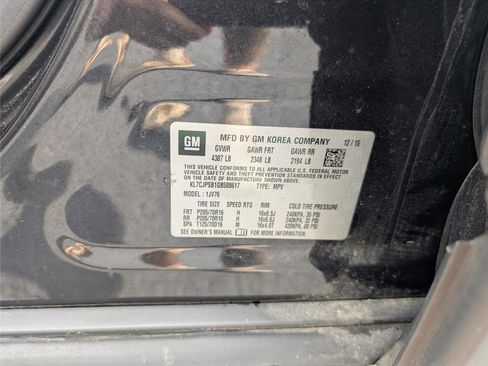 GM
MFD BY GM KOREA COMPANY 12/15
GVWR GAWR FRT GAWR RR
4387 LB 2348 LB 2194 LB
THIS VEHICLE CONFORMS TO ALL APPLICABLE U.S. FEDERAL
MOTOR VEHICLE SAFETY, BUMPER, AND THEFT PREVENTION
STANDARDS IN EFFECT ON THE DATE OF MANUFACTURE SHOWN ABOVE.
KL7CJPSB1GB589617 TYPE: MPV
MODEL: 1JV76
TIRE SIZE SPEED RTG RIM COLD TIRE PRESSURE
FRT P205/70R16 H 16x6.5J 240KPA, 35 PSI
RR P205/70R16 H 16x6.5J 240KPA, 35 PSI
SPA T125/70D16 M 16x4.0T 420KPA, 60 PSI
SEE OWNER'S MANUAL FOR MORE INFORMATION.